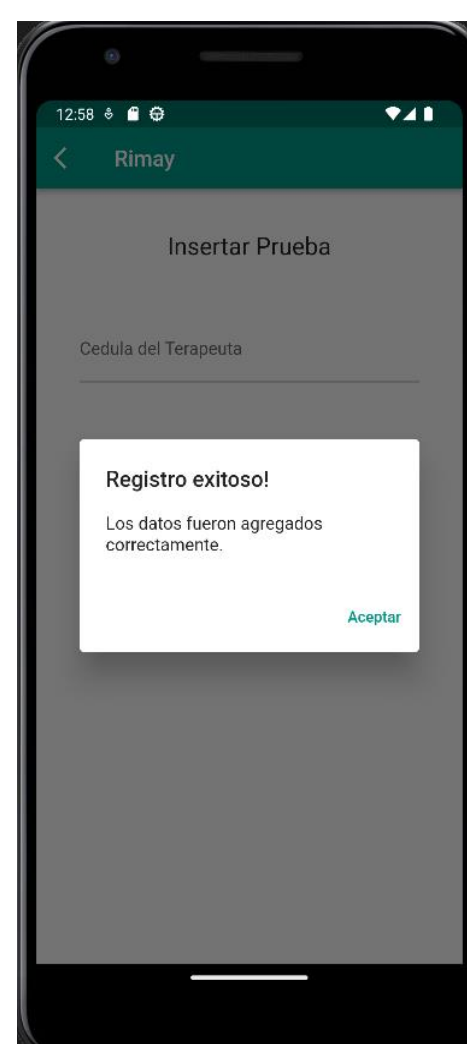 12:58
Rimay
Insertar Prueba
Cedula del Terapeuta
Registro exitoso!
Los datos fueron agregados
correctamente.
Aceptar